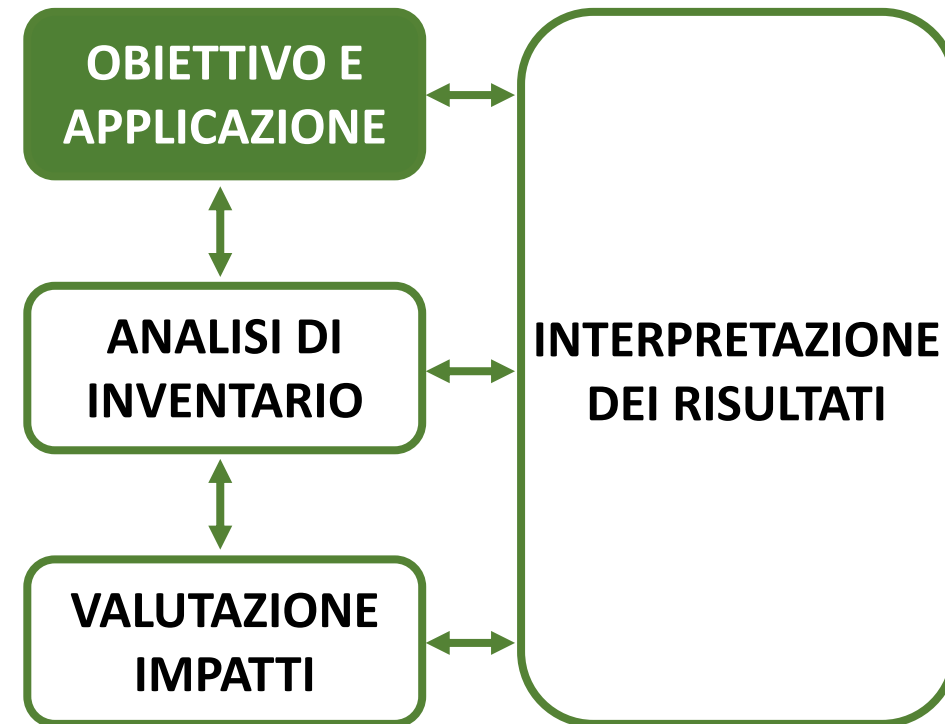 OBIETTIVO E
APPLICAZIONE
ANALISI DI
INVENTARIO
VALUTAZIONE
IMPATTI
INTERPRETAZIONE
DEI RISULTATI